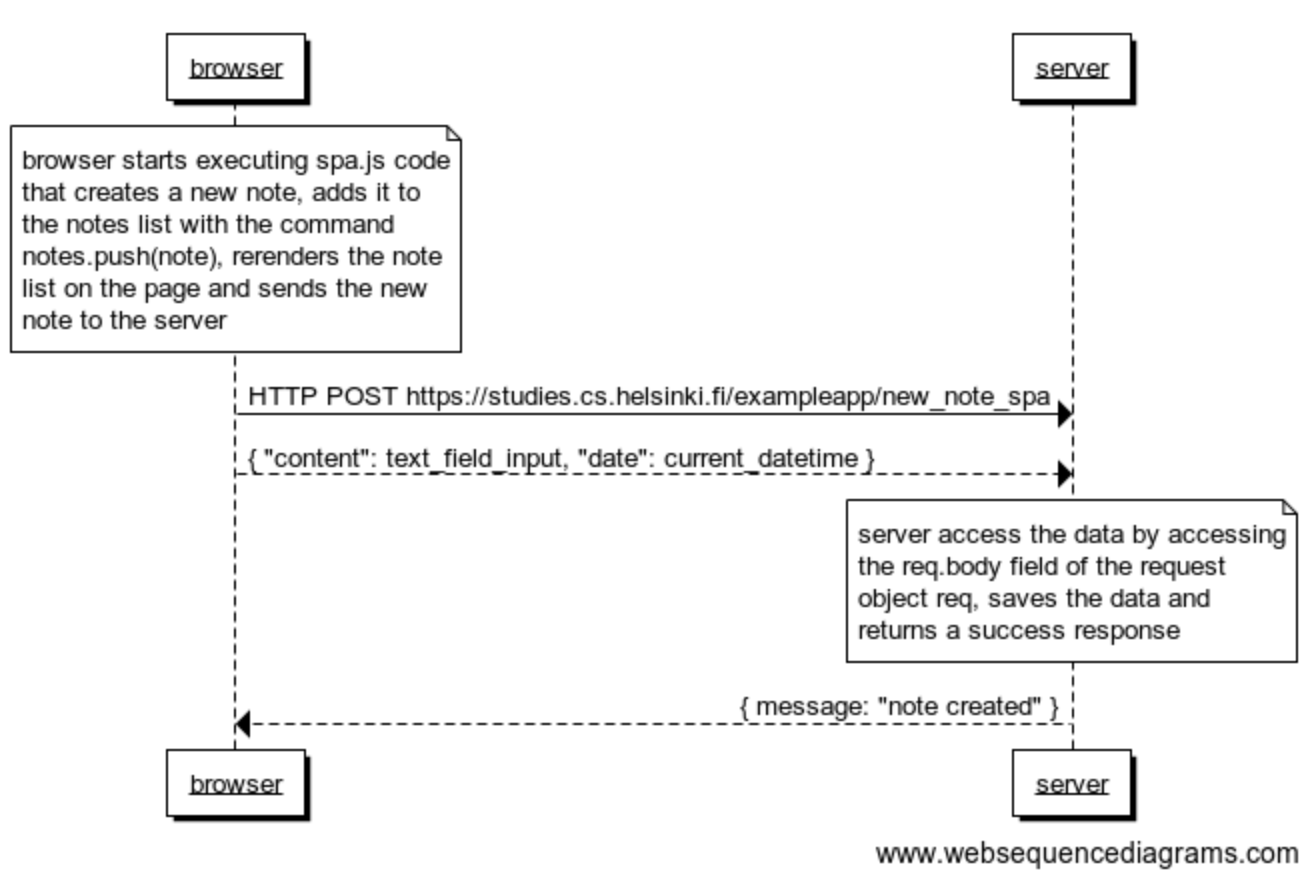 browser
server
browser starts executing spa.js code
that creates a new note, adds it to
the notes list with the command
notes.push(note), rerenders the note
list on the page and sends the new
note to the server
HTTP POST https://studies.cs.helsinki.fi/exampleapp/new_note_spa
{ "content": text_field_input, "date": current_datetime }
server access the data by accessing
the req.body field of the request
object req, saves the data and
returns a success response
{ message: "note created" }
browser
server
www.websequencediagrams.com